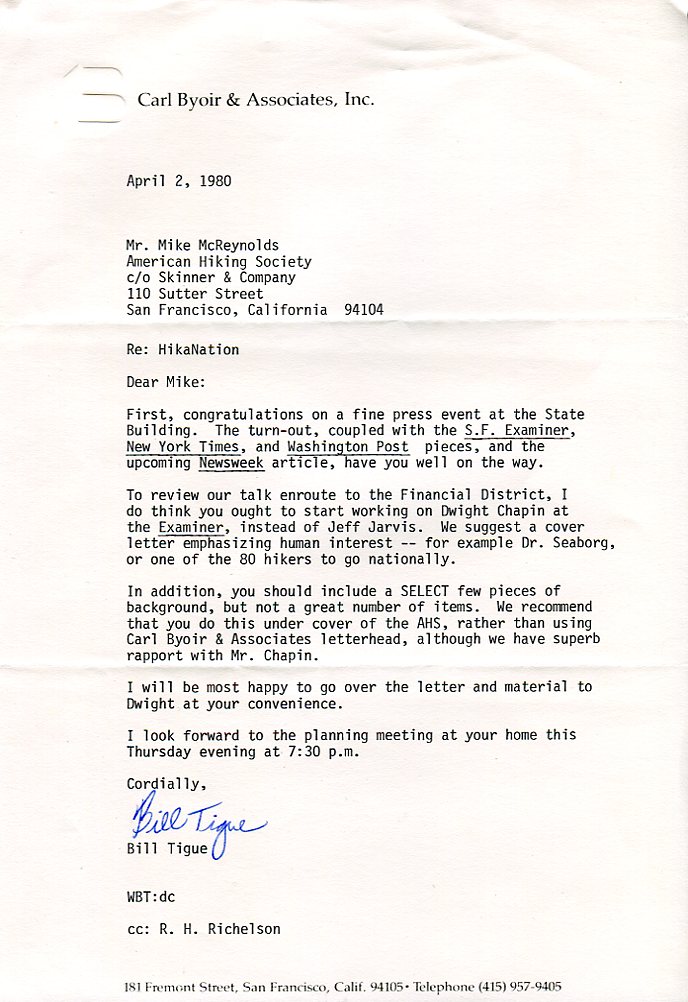 Carl Byoir & Associates, Inc.
April 2, 1980
Mr. Mike McReynolds
American Hiking Society
c/o Skinner & Company
110 Sutter Street
San Francisco, California 94104
Re: HikaNation
Dear Mike:
First, congratulations on a fine press event at the State
Building. The turn-out, coupled with the S.F. Examiner,
New York Times, and Washington Post pieces, and the
upcoming Newsweek article, have you well on the way.
To review our talk enroute to the Financial District, I
do think you ought to start working on Dwight Chapin at
the Examiner, instead of Jeff Jarvis. We suggest a cover
letter emphasizing human interest -- for example Dr. Seaborg,
or one of the 80 hikers to go nationally.
In addition, you should include a SELECT few pieces of
background, but not a great number of items. We recommend
that you do this under cover of the AHS, rather than using
Carl Byoir & Associates letterhead, although we have superb
rapport with Mr. Chapin.
I will be most happy to go over the letter and material to
Dwight at your convenience.
I look forward to the planning meeting at your home this
Thursday evening at 7:30 p.m.
Cordially,
Bill Tigue
Bill Tigue
WBT:dc
cc: R. H. Richelson
181 Fremont Street, San Francisco, Calif. 94105 • Telephone (415) 957-9405